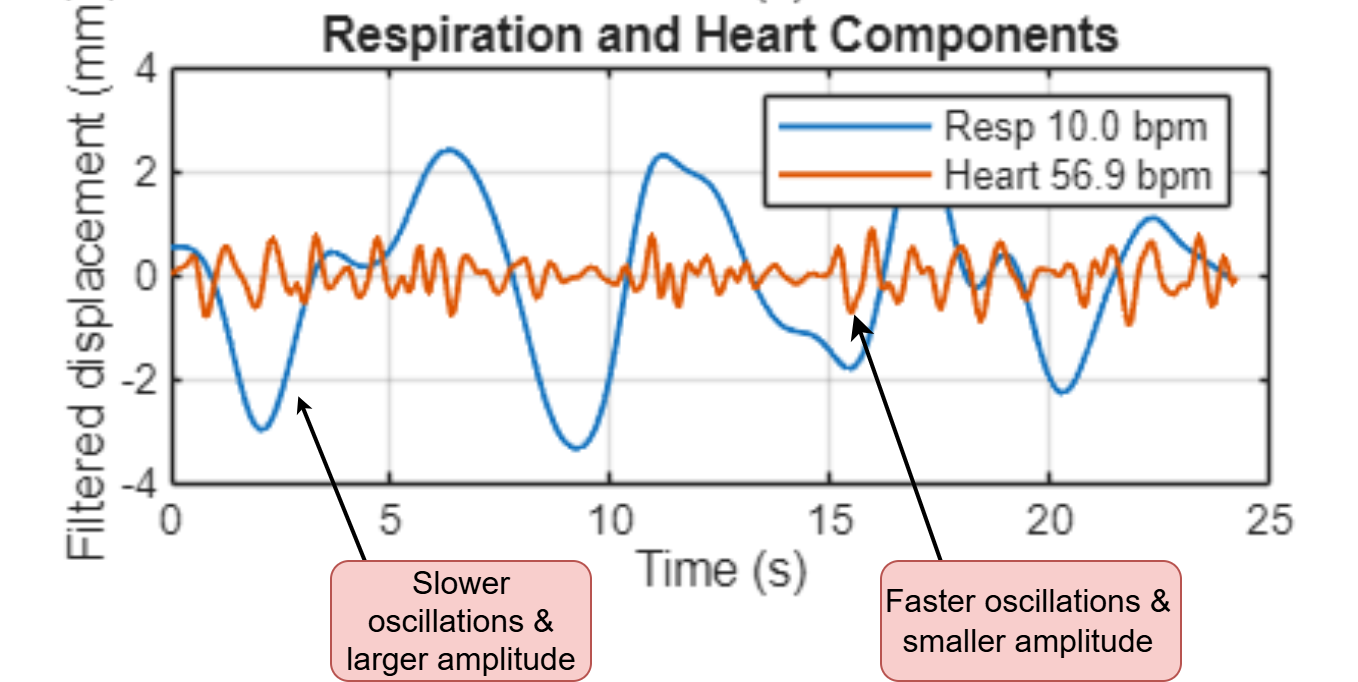 Respiration and Heart Components
Filtered displacement (mm)
4
2
0
-2
-4
Resp 10.0 bpm
Heart 56.9 bpm
0
5
10
15
20
25
Time (s)
Slower
oscillations &
larger amplitude
Faster oscillations &
smaller amplitude